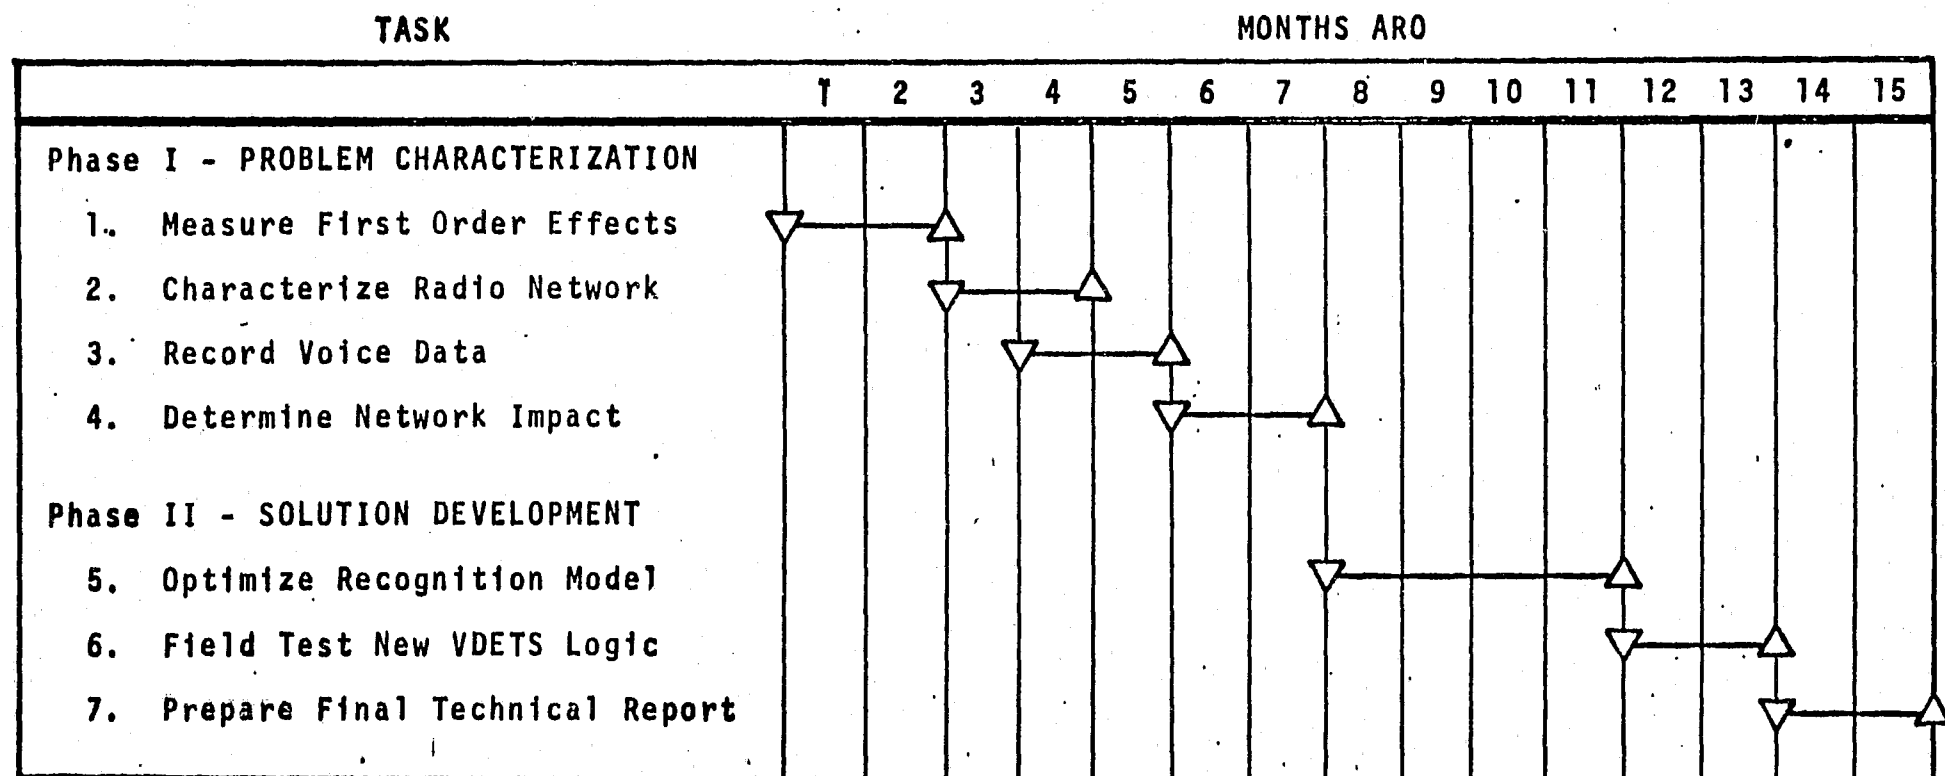 TASK MONTHS ARO
1 2 3 4 5 6 7 8 9 10 11 12 13 14 15
Phase I - PROBLEM CHARACTERIZATION
1. Measure First Order Effects
2. Characterize Radio Network
3. Record Voice Data
4. Determine Network Impact
Phase II - SOLUTION DEVELOPMENT
5. Optimize Recognition Model
6. Field Test New VDETS Logic
7. Prepare Final Technical Report